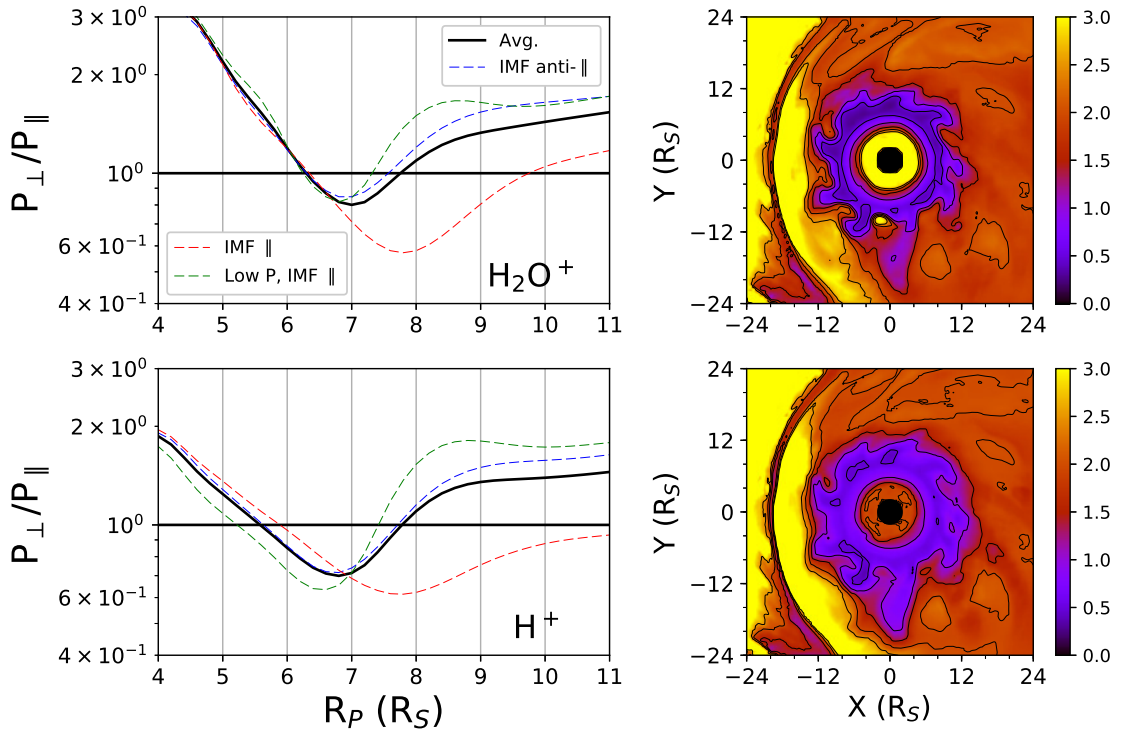 P⊥/P∥
3 × 10⁰
2 × 10⁰
10⁰
6 × 10⁻¹
4 × 10⁻¹
Avg.
IMF anti- ∥
IMF ∥
Low P, IMF ∥
H₂O⁺
4 5 6 7 8 9 10 11
Y (R_S)
24
12
0
−12
−24
−24 −12 0 12 24
3.0
2.5
2.0
1.5
1.0
0.5
0.0
P⊥/P∥
3 × 10⁰
2 × 10⁰
10⁰
6 × 10⁻¹
4 × 10⁻¹
H⁺
4 5 6 7 8 9 10 11
R_P (R_S)
Y (R_S)
24
12
0
−12
−24
−24 −12 0 12 24
X (R_S)
3.0
2.5
2.0
1.5
1.0
0.5
0.0